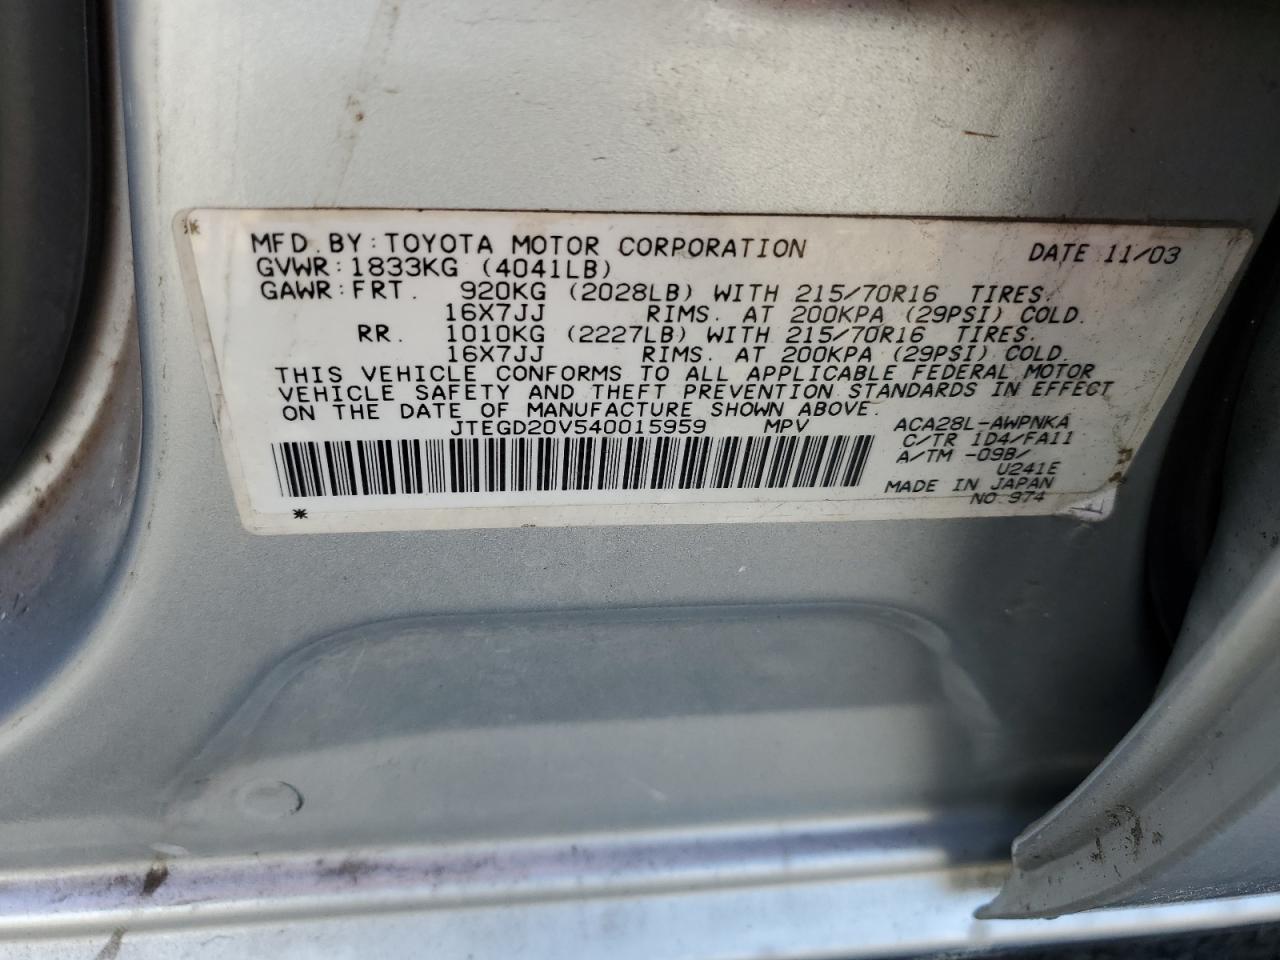 MFD. BY: TOYOTA MOTOR CORPORATION DATE 11/03
GVWR: 1833KG (4041LB)
GAWR: FRT. 920KG (2028LB) WITH 215/70R16 TIRES.
16X7JJ RIMS. AT 200KPA (29PSI) COLD.
RR. 1010KG (2227LB) WITH 215/70R16 TIRES.
16X7JJ RIMS. AT 200KPA (29PSI) COLD.
THIS VEHICLE CONFORMS TO ALL APPLICABLE FEDERAL MOTOR
VEHICLE SAFETY AND THEFT PREVENTION STANDARDS IN EFFECT
ON THE DATE OF MANUFACTURE SHOWN ABOVE.
JTEGD20V540015959 MPV ACA28L-AWPNKA
C/TR 1D4/FA11
A/TM -09B/
U241E
MADE IN JAPAN
NO 974